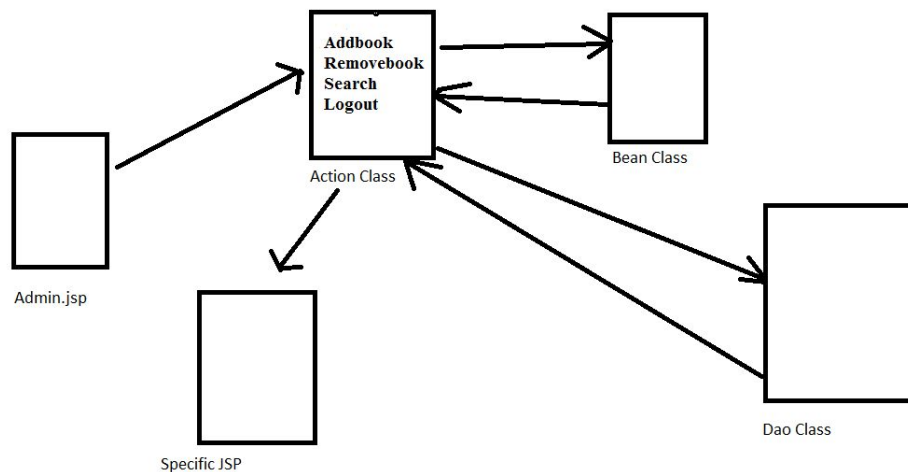 Addbook
Removebook
Search
Logout
Action Class
Bean Class
Admin.jsp
Dao Class
Specific JSP